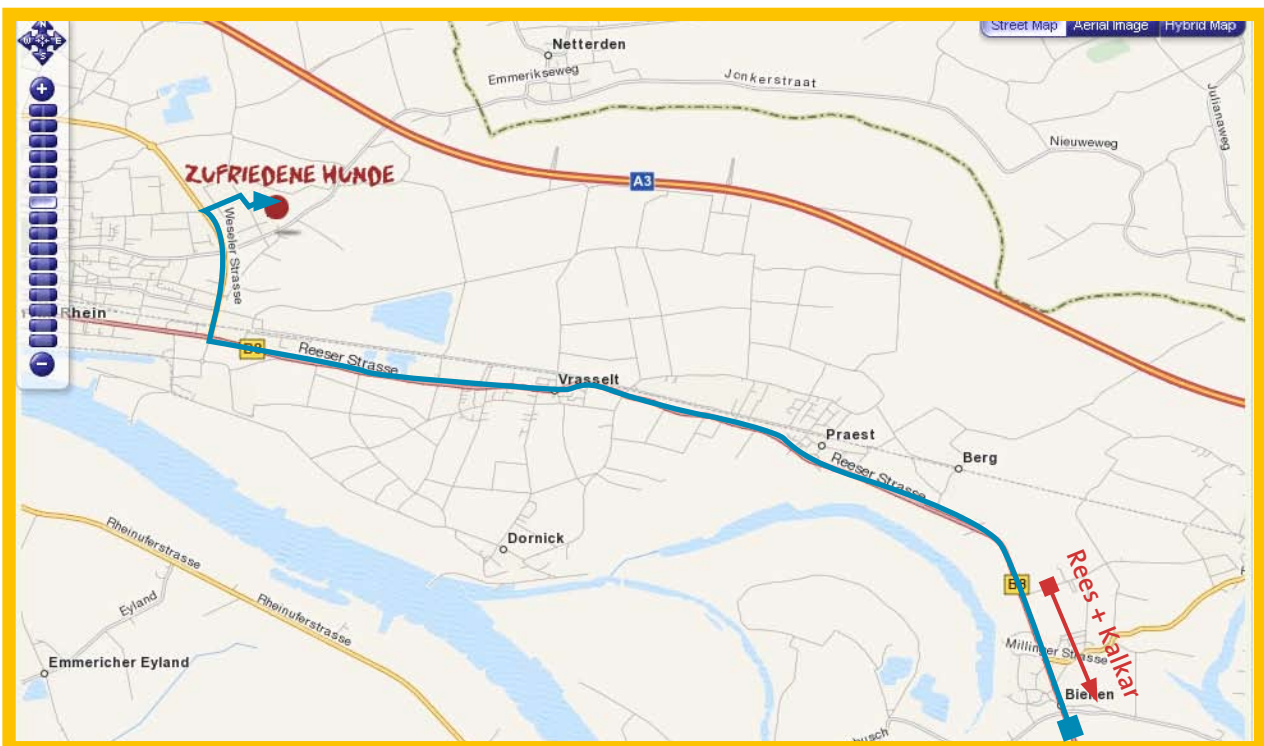 N
W E
S
Street Map Aerial Image Hybrid Map
Netterden
Emmerikseweg
Jonkerstraat
Julianaweg
Nieuweweg
ZUFRIEDENE HUNDE
A3
Weseler Strasse
Rhein
B8
Reeser Strasse
Vrasselt
Praest
Berg
Reeser Strasse
Rheinuferstrasse
Dornick
B8
Rees + Kalkar
Eyland
Rheinuferstrasse
Millinger Strasse
Emmericher Eyland
Bienen